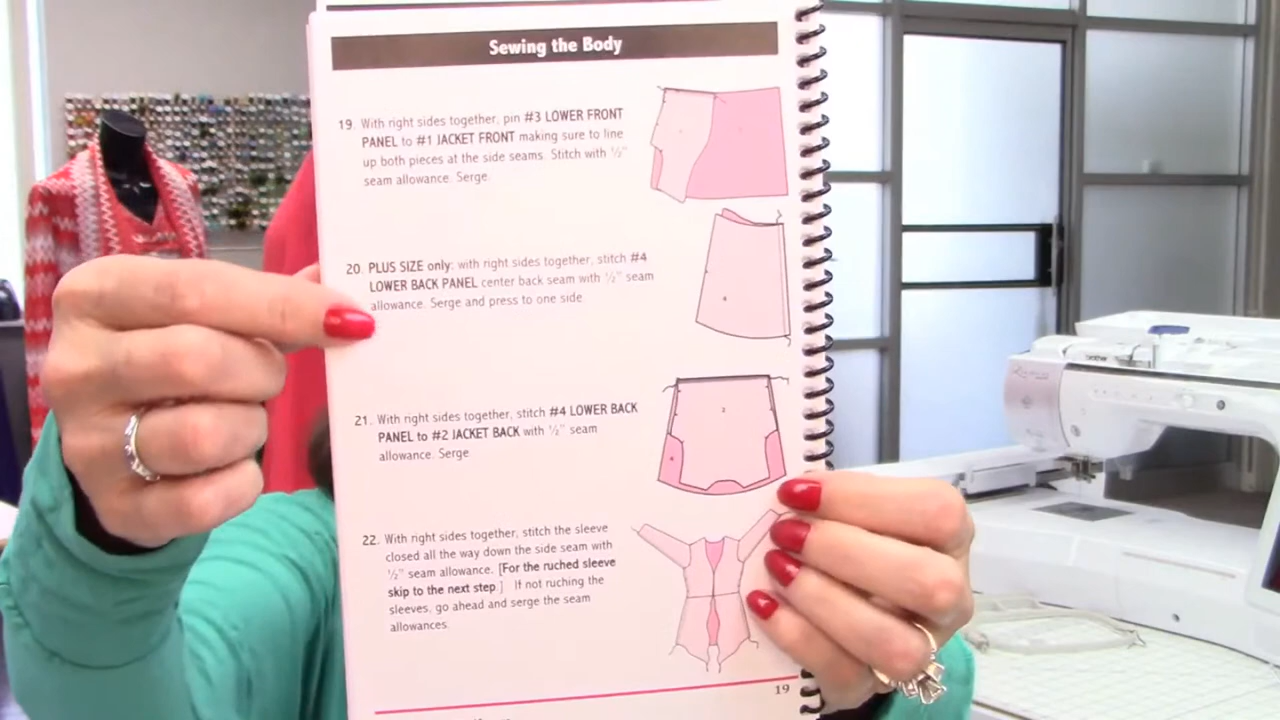 Sewing the Body
19. With right sides together, pin #3 LOWER FRONT
PANEL to #1 JACKET FRONT making sure to line
up both pieces at the side seams. Stitch with ½"
seam allowance. Serge.
20. PLUS SIZE only: with right sides together, stitch #4
LOWER BACK PANEL center back seam with ½" seam
allowance. Serge and press to one side
21. With right sides together, stitch #4 LOWER BACK
PANEL to #2 JACKET BACK with ½" seam
allowance. Serge
22. With right sides together, stitch the sleeve
closed all the way down the side seam with
½" seam allowance. [For the ruched sleeve
skip to the next step.] If not ruching the
sleeves, go ahead and serge the seam
allowances.
19
brother